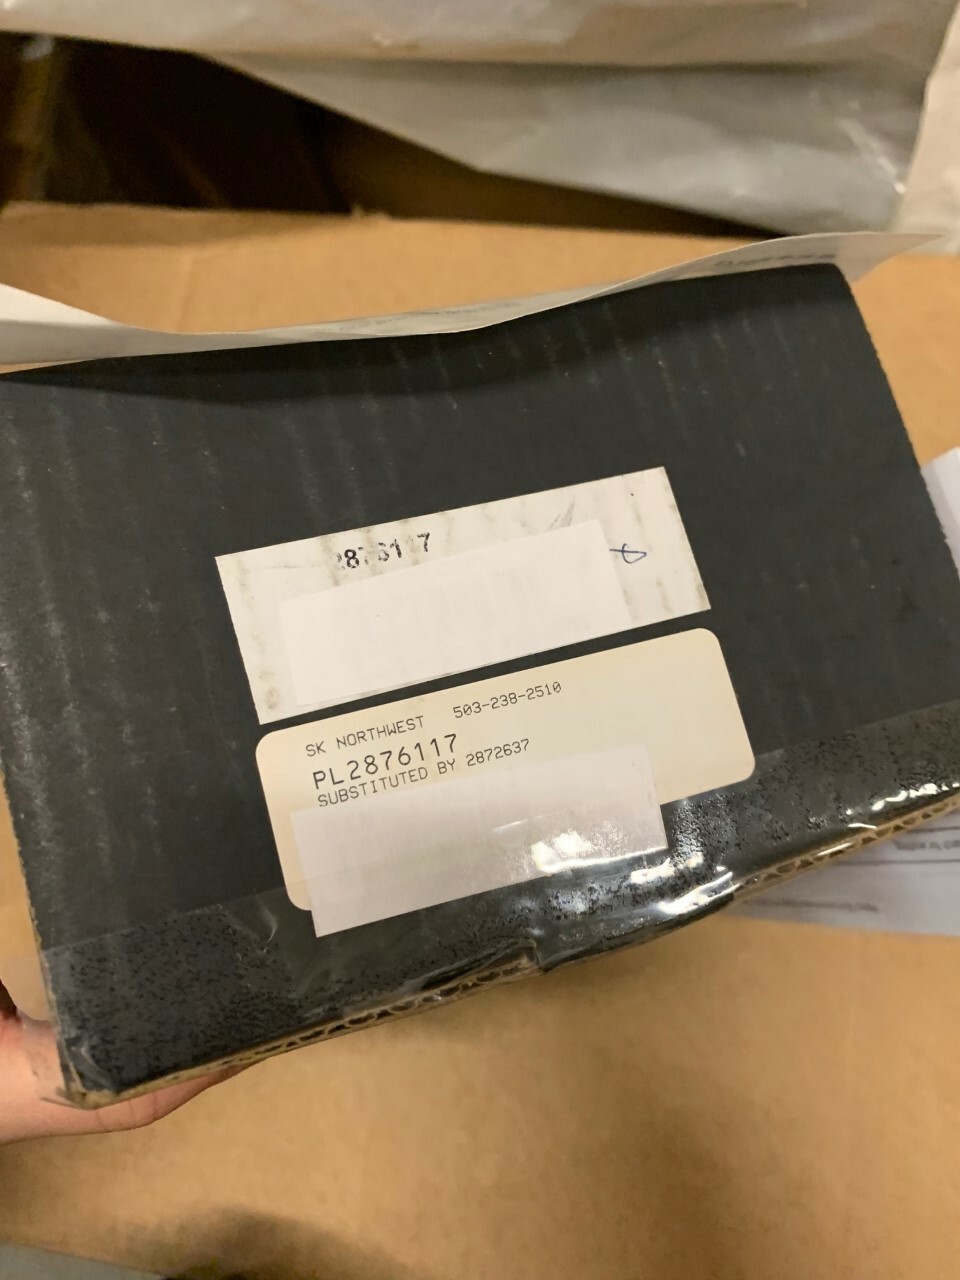 SK NORTHWEST 503-238-2510
PL2876117
SUBSTITUTED BY 2872637